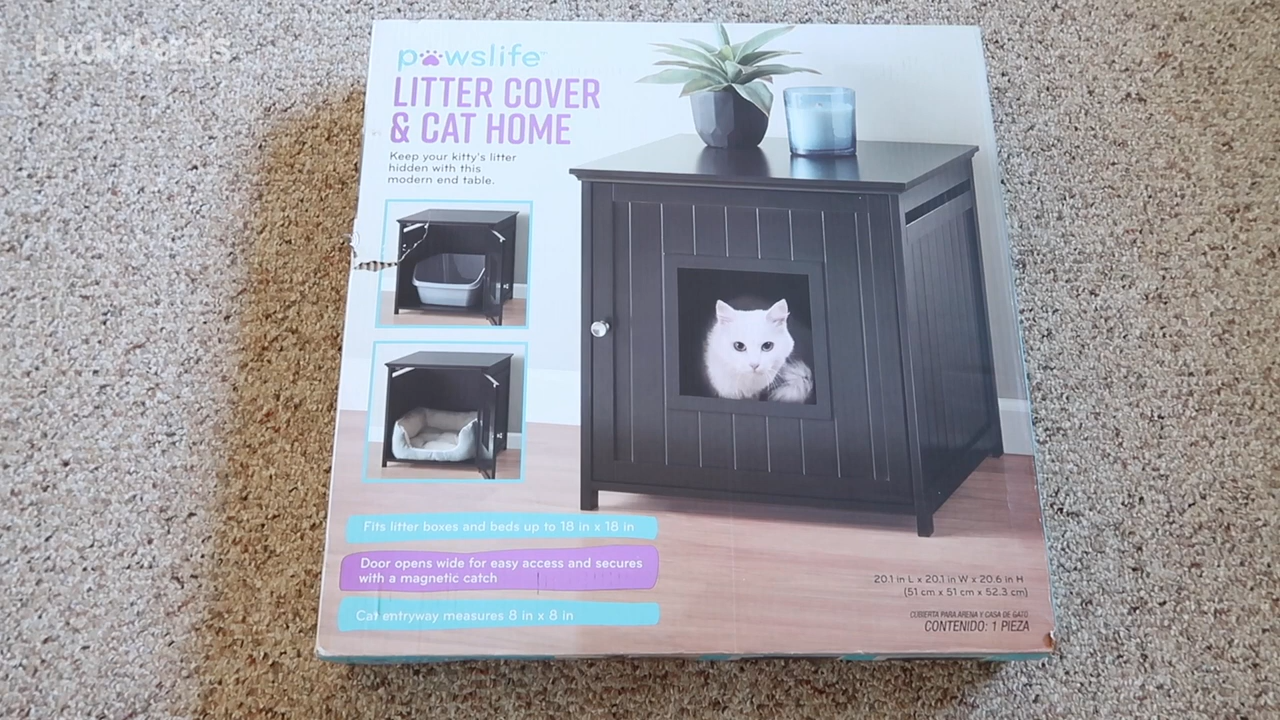 Lucky Ferals
pawslife™
LITTER COVER
& CAT HOME
Keep your kitty's litter
hidden with this
modern end table.
Fits litter boxes and beds up to 18 in x 18 in
Door opens wide for easy access and secures
with a magnetic catch
Cat entryway measures 8 in x 8 in
20.1 in L x 20.1 in W x 20.6 in H
(51 cm x 51 cm x 52.3 cm)
CUBIERTA PARA ARENA Y CASA DE GATO
CONTENIDO: 1 PIEZA